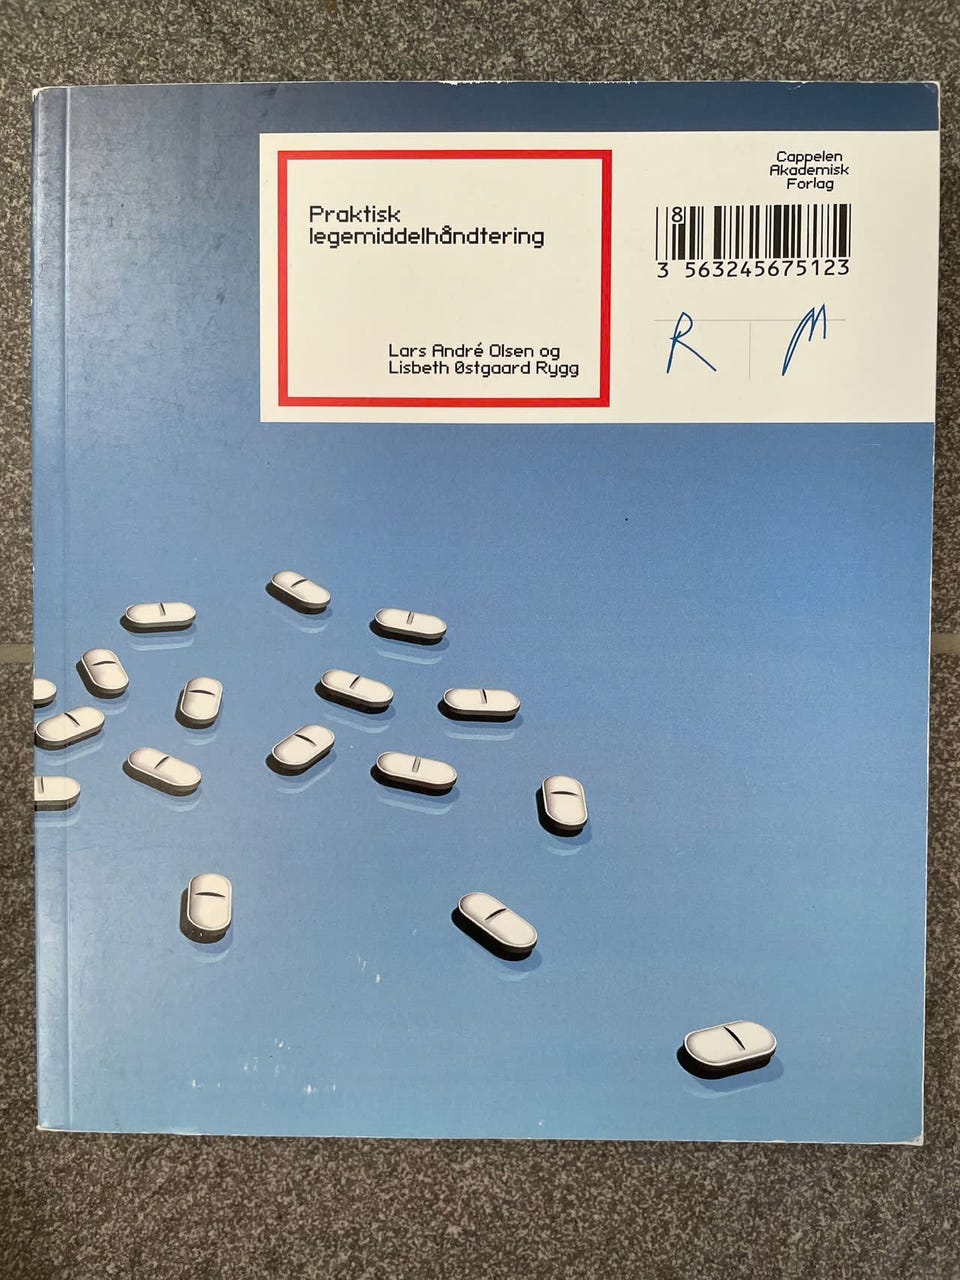 Praktisk
legemiddelhåndtering
Lars André Olsen og
Lisbeth Østgaard Rygg
Cappelen
Akademisk
Forlag
8
3 563245675123
R M